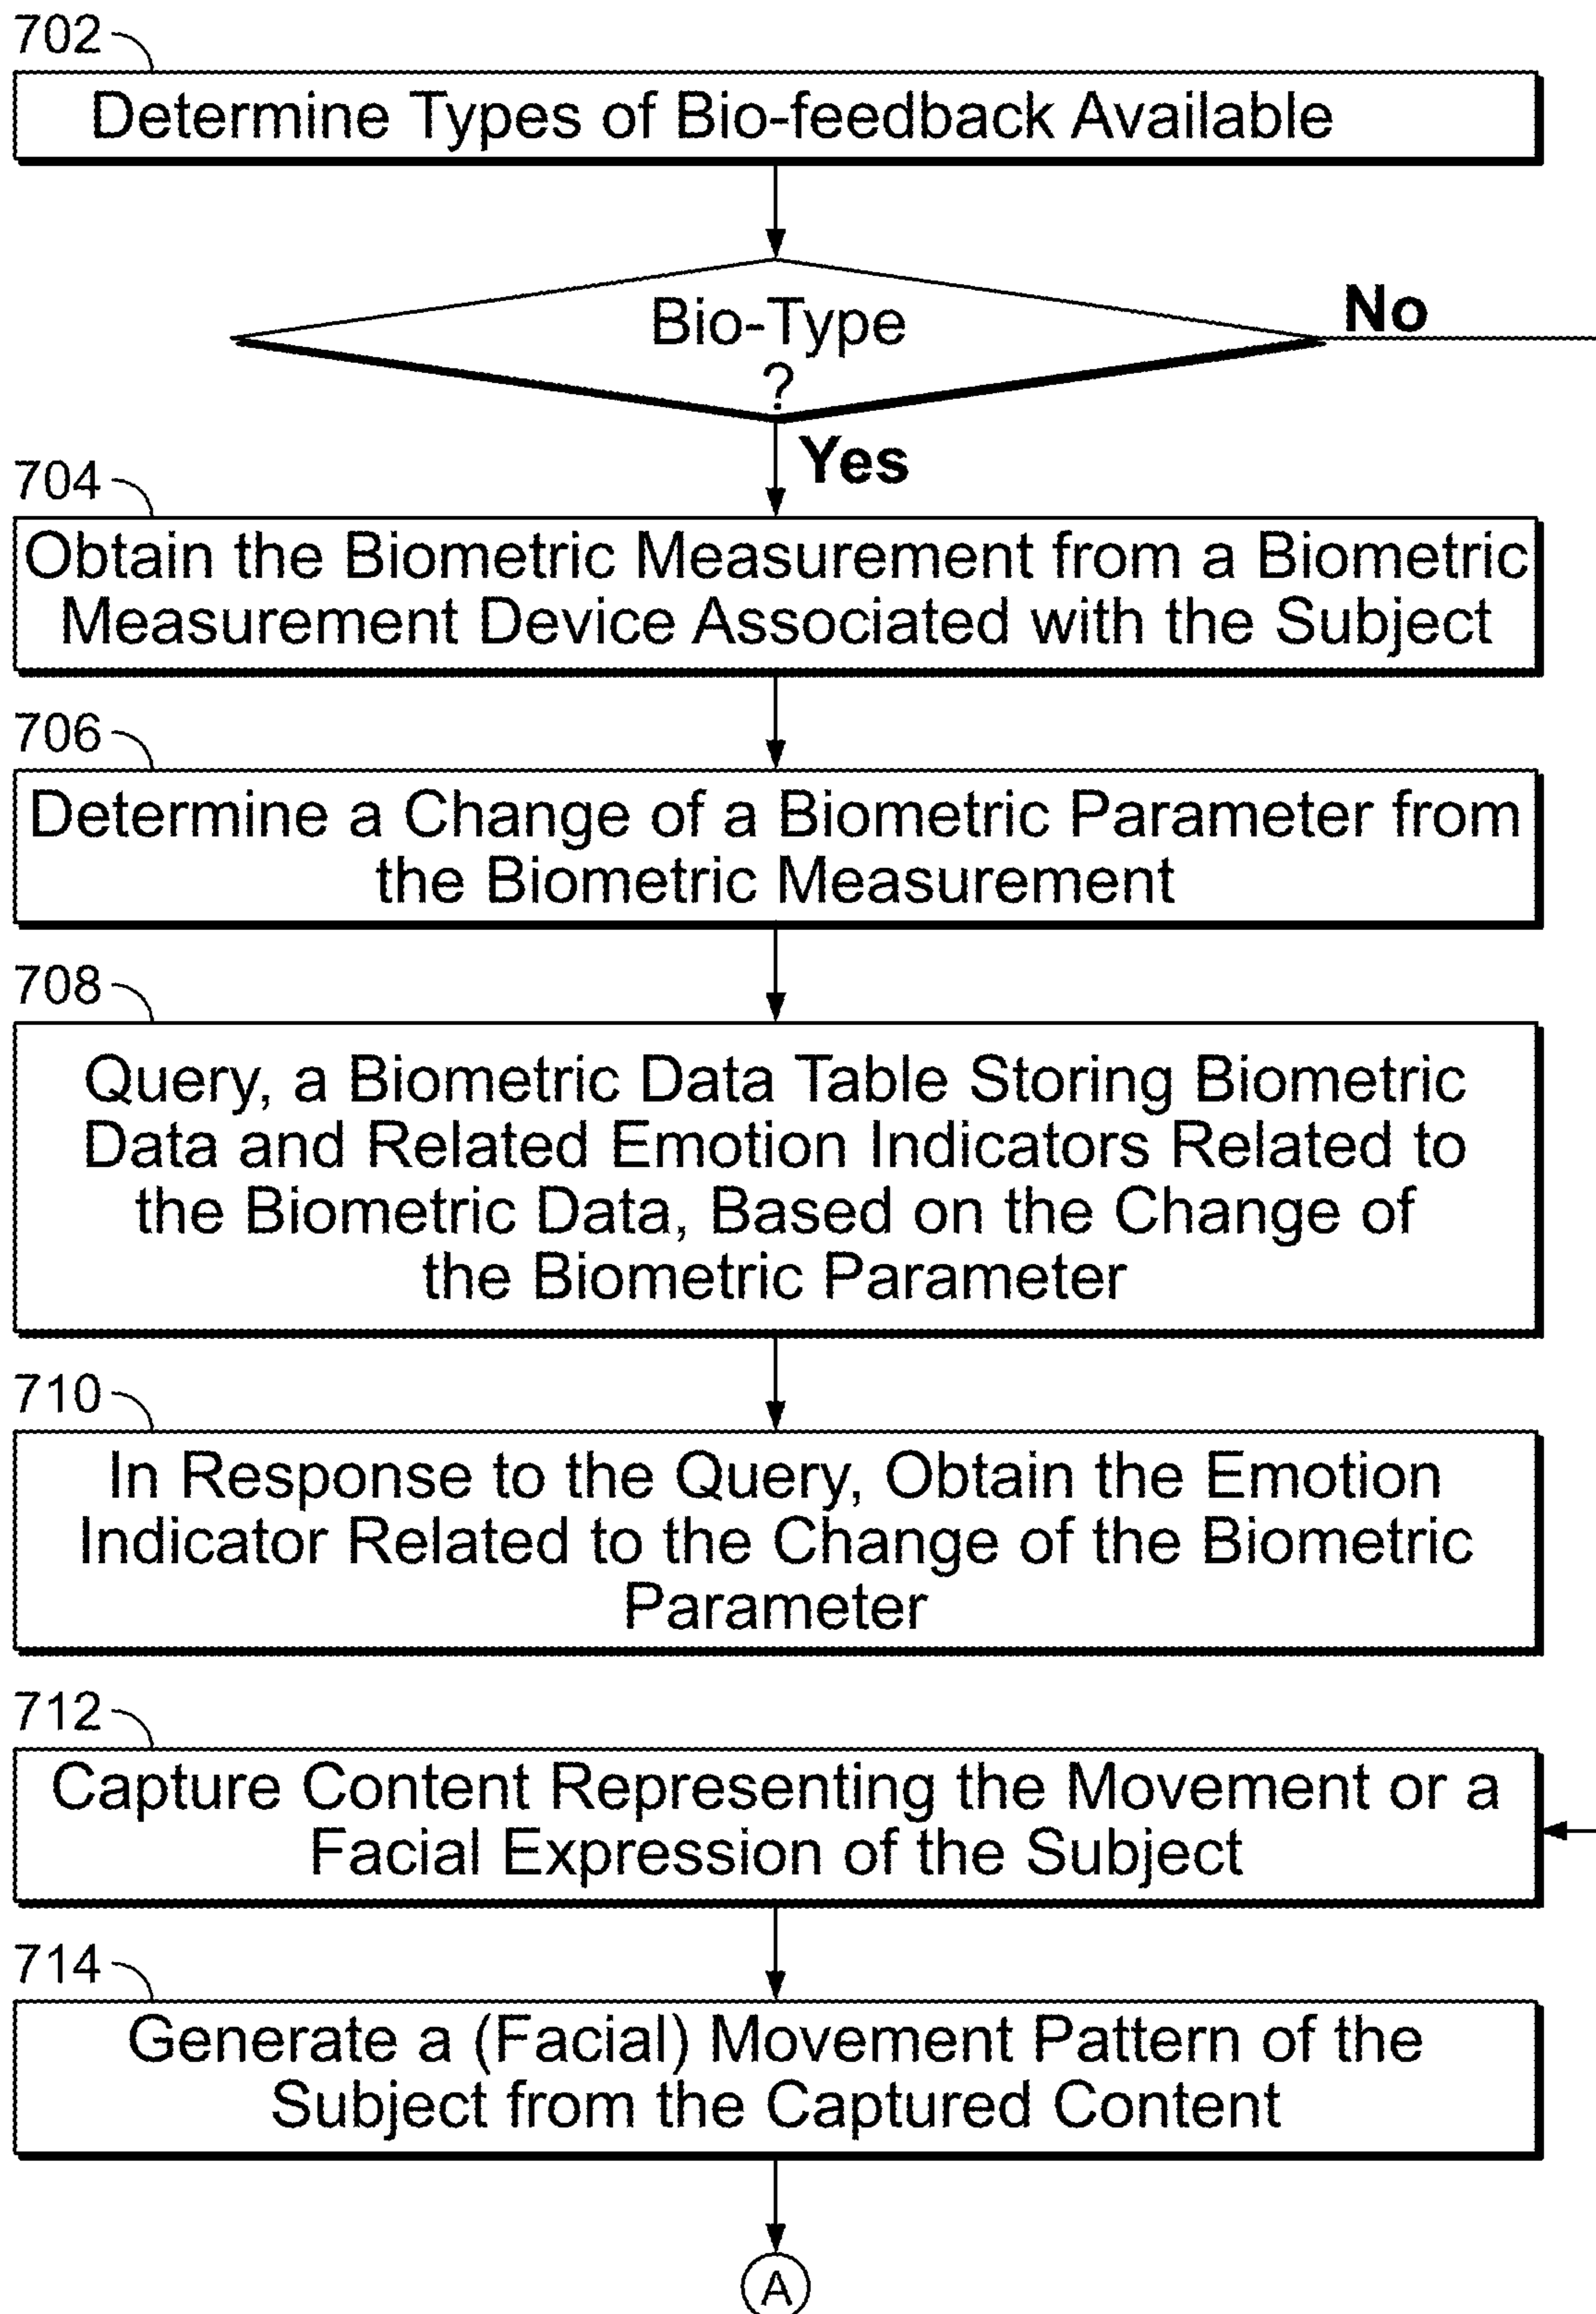 702
Determine Types of Bio-feedback Available
Bio-Type
?
No
Yes
704
Obtain the Biometric Measurement from a Biometric
Measurement Device Associated with the Subject
706
Determine a Change of a Biometric Parameter from
the Biometric Measurement
708
Query, a Biometric Data Table Storing Biometric
Data and Related Emotion Indicators Related to
the Biometric Data, Based on the Change of
the Biometric Parameter
710
In Response to the Query, Obtain the Emotion
Indicator Related to the Change of the Biometric
Parameter
712
Capture Content Representing the Movement or a
Facial Expression of the Subject
714
Generate a (Facial) Movement Pattern of the
Subject from the Captured Content
A